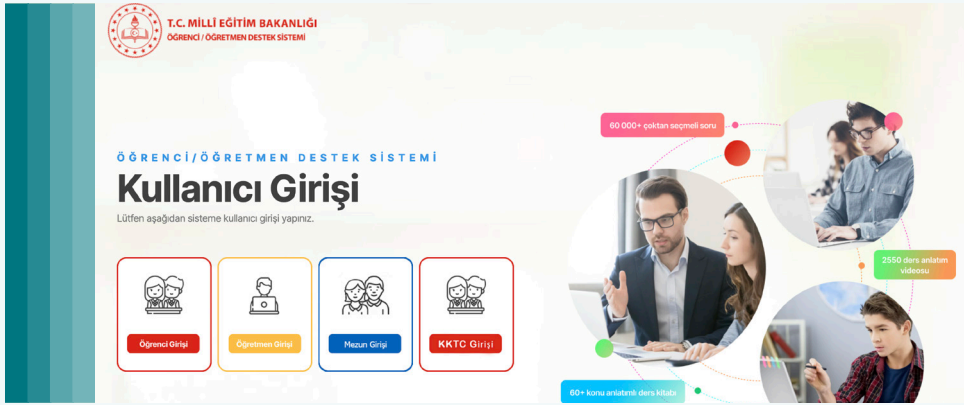 T.C. MİLLÎ EĞİTİM BAKANLIĞI
ÖĞRENCİ / ÖĞRETMEN DESTEK SİSTEMİ
60 000+ çoktan seçmeli soru
ÖĞRENCİ/ÖĞRETMEN DESTEK SİSTEMİ
Kullanıcı Girişi
Lütfen aşağıdan sisteme kullanıcı girişi yapınız.
2550 ders anlatım
videosu
Öğrenci Girişi
Öğretmen Girişi
Mezun Girişi
KKTC Girişi
60+ konu anlatımlı ders kitabı